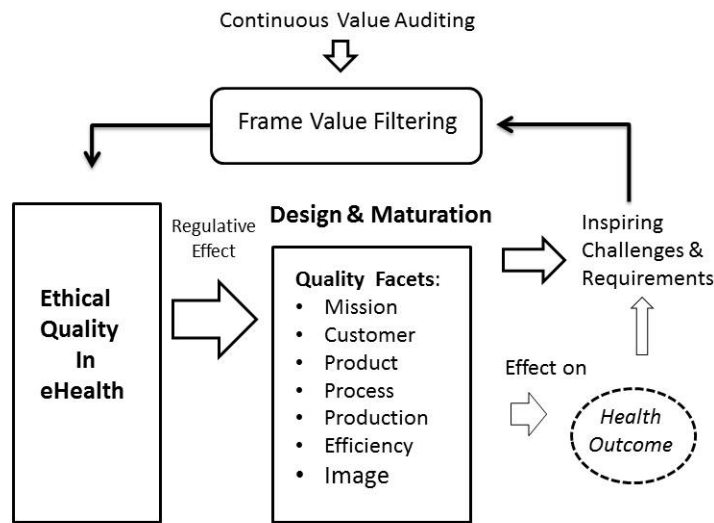 Continuous Value Auditing
Frame Value Filtering
Ethical
Quality
In
eHealth
Regulative
Effect
Design & Maturation
Quality Facets:
• Mission
• Customer
• Product
• Process
• Production
• Efficiency
• Image
Inspiring
Challenges &
Requirements
Effect on
Health
Outcome